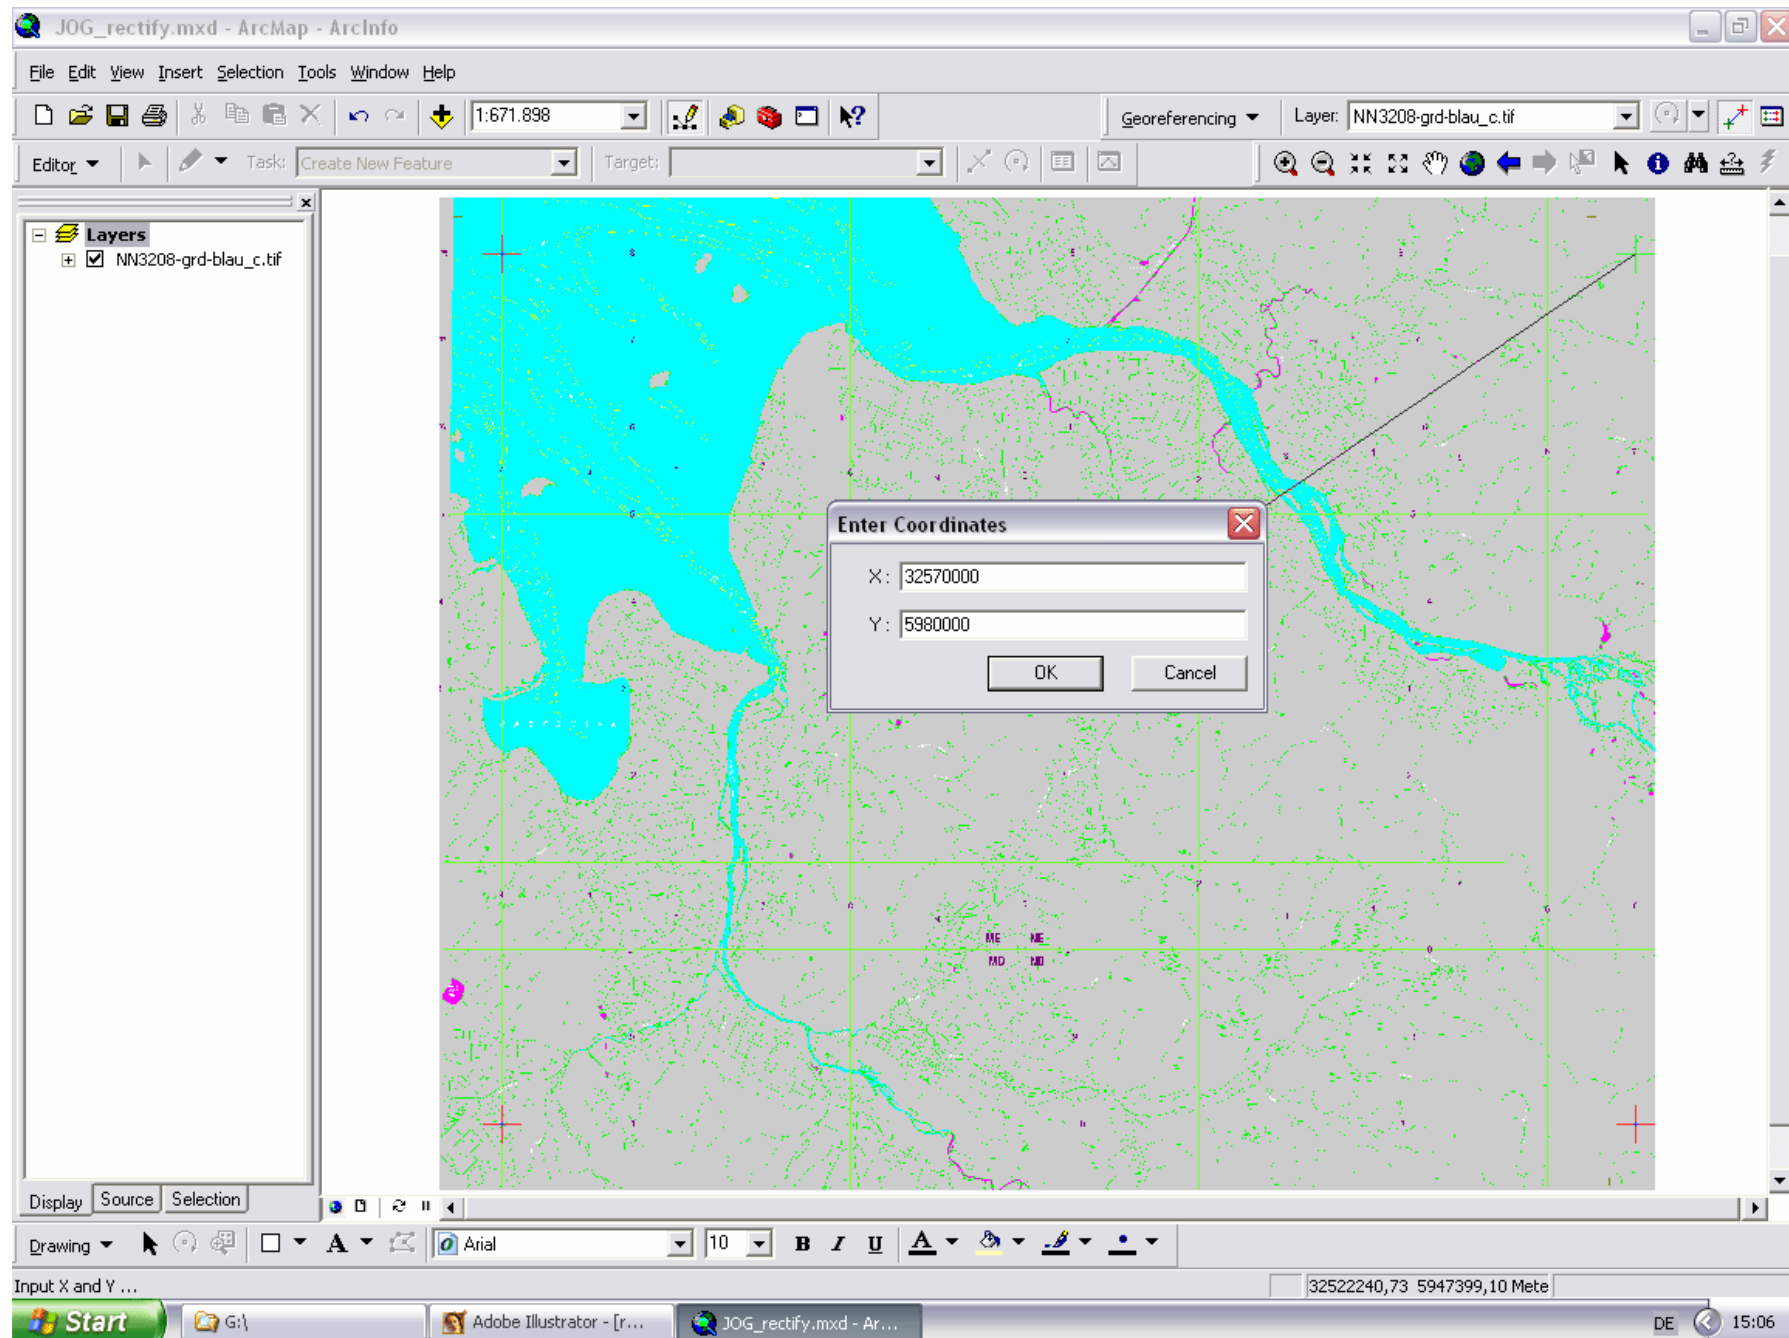 JOG_rectify.mxd - ArcMap - ArcInfo
File Edit View Insert Selection Tools Window Help
1:671.898
Georeferencing
Layer: NN3208-grd-blau_c.tif
Editor
Task: Create New Feature
Target:
Layers
NN3208-grd-blau_c.tif
Enter Coordinates
X: 32570000
Y: 5980000
OK Cancel
ME NE
MD ND
Display Source Selection
Drawing
A
Arial
10
B I U A
Input X and Y ...
32522240,73 5947399,10 Mete
Start
G:\
Adobe Illustrator - [r...
JOG_rectify.mxd - Ar...
DE
15:06